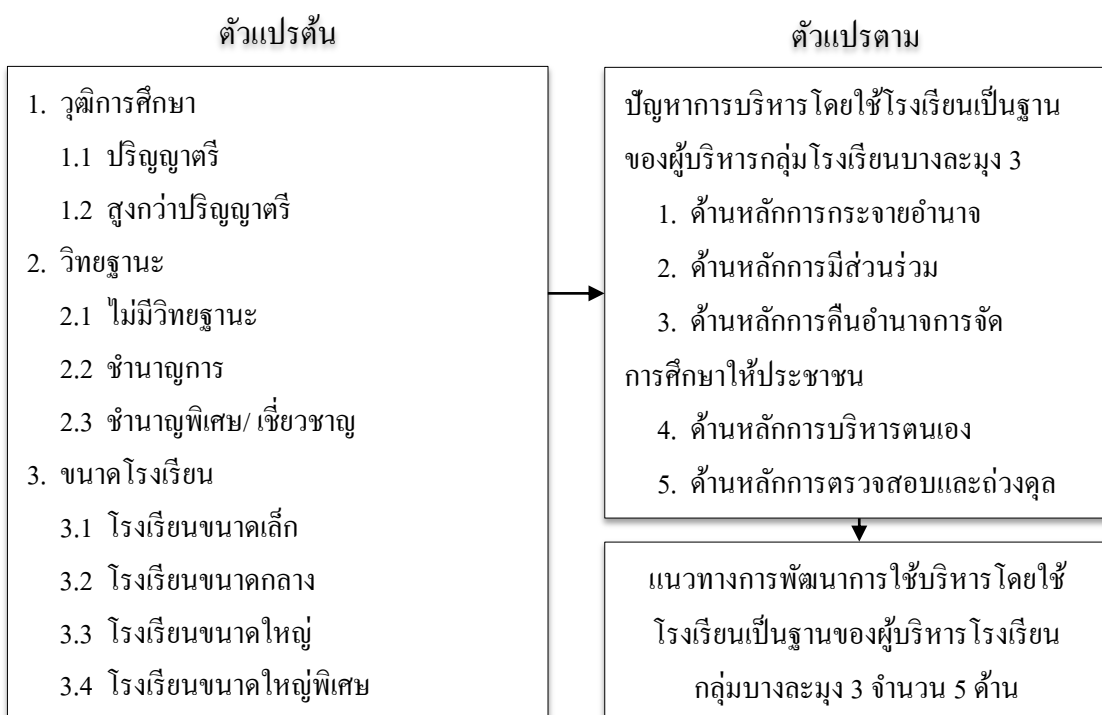 ตัวแปรต้น
1. วุฒิการศึกษา
1.1 ปริญญาตรี
1.2 สูงกว่าปริญญาตรี
2. วิทยฐานะ
2.1 ไม่มีวิทยฐานะ
2.2 ชำนาญการ
2.3 ชำนาญพิเศษ/ เชี่ยวชาญ
3. ขนาดโรงเรียน
3.1 โรงเรียนขนาดเล็ก
3.2 โรงเรียนขนาดกลาง
3.3 โรงเรียนขนาดใหญ่
3.4 โรงเรียนขนาดใหญ่พิเศษ
ตัวแปรตาม
ปัญหาการบริหารโดยใช้โรงเรียนเป็นฐาน
ของผู้บริหารกลุ่มโรงเรียนบางละมุง 3
1. ด้านหลักการกระจายอำนาจ
2. ด้านหลักการมีส่วนร่วม
3. ด้านหลักการคืนอำนาจการจัด
การศึกษาให้ประชาชน
4. ด้านหลักการบริหารตนเอง
5. ด้านหลักการตรวจสอบและถ่วงดุล
แนวทางการพัฒนาการใช้บริหารโดยใช้
โรงเรียนเป็นฐานของผู้บริหารโรงเรียน
กลุ่มบางละมุง 3 จำนวน 5 ด้าน